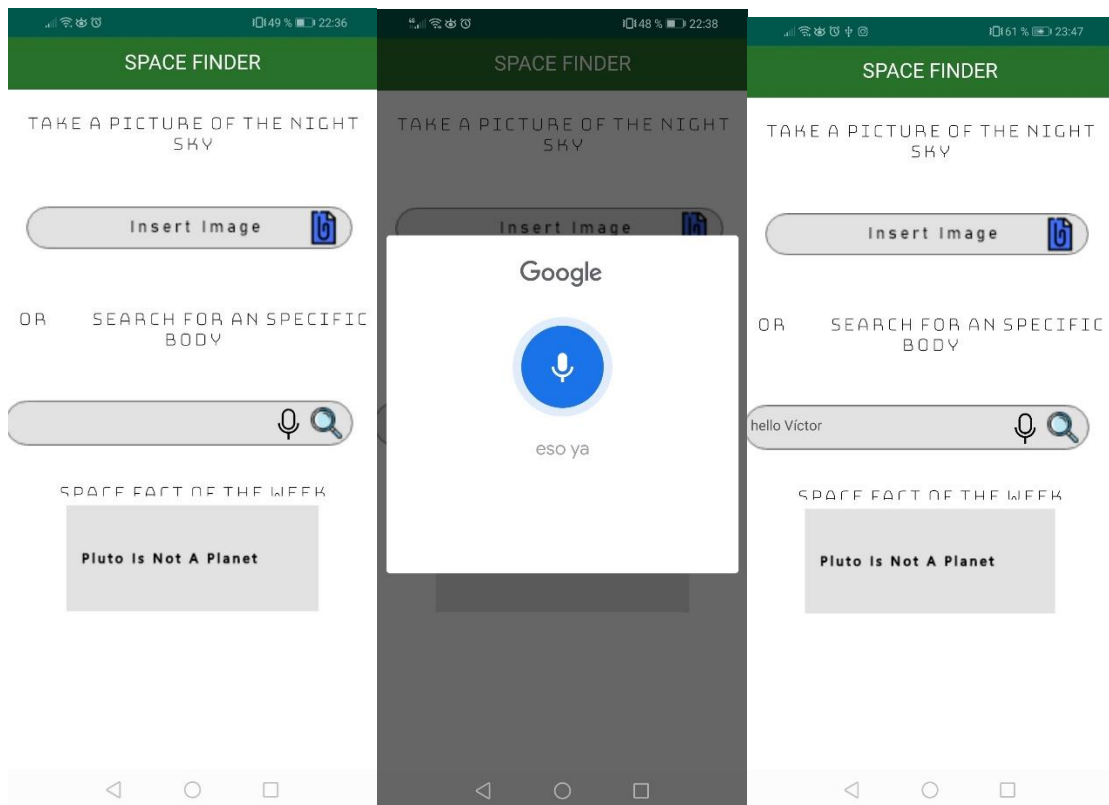 49 % 22:36
SPACE FINDER
TAKE A PICTURE OF THE NIGHT
SKY
Insert Image
OR SEARCH FOR AN SPECIFIC
BODY
SPACE FACT OF THE WEEK
Pluto Is Not A Planet
48 % 22:38
SPACE FINDER
TAKE A PICTURE OF THE NIGHT
SKY
Insert Image
Google
eso ya
61 % 23:47
SPACE FINDER
TAKE A PICTURE OF THE NIGHT
SKY
Insert Image
OR SEARCH FOR AN SPECIFIC
BODY
hello Víctor
SPACE FACT OF THE WEEK
Pluto Is Not A Planet